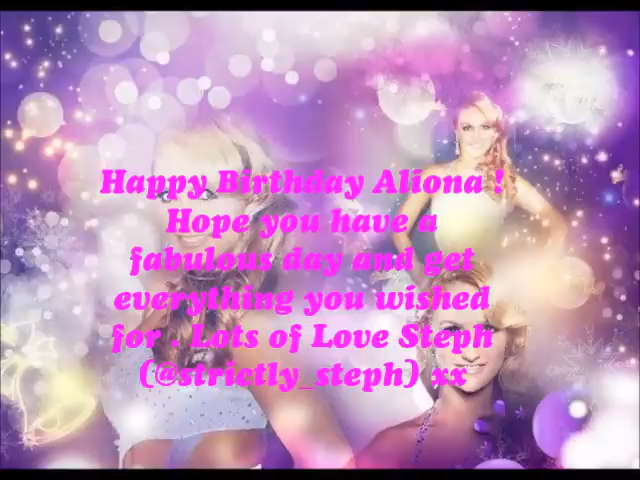 Happy Birthday Aliona !
Hope you have a
fabulous day and get
everything you wished
for . Lots of Love Steph
(@strictly_steph) xx